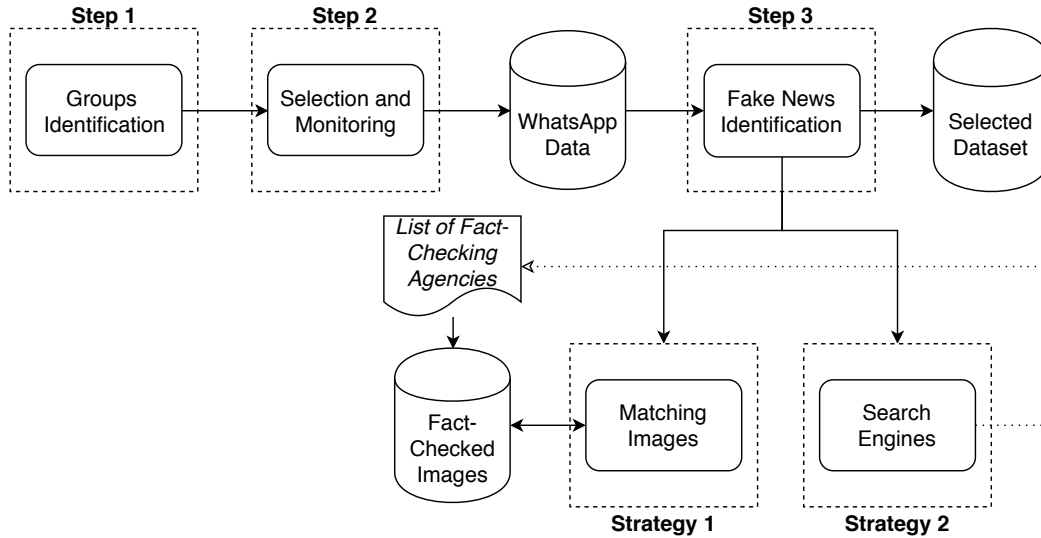 Step 1
Step 2
Step 3
Groups
Identification
Selection and
Monitoring
WhatsApp
Data
Fake News
Identification
Selected
Dataset
List of Fact-
Checking
Agencies
Fact-
Checked
Images
Matching
Images
Search
Engines
Strategy 1
Strategy 2